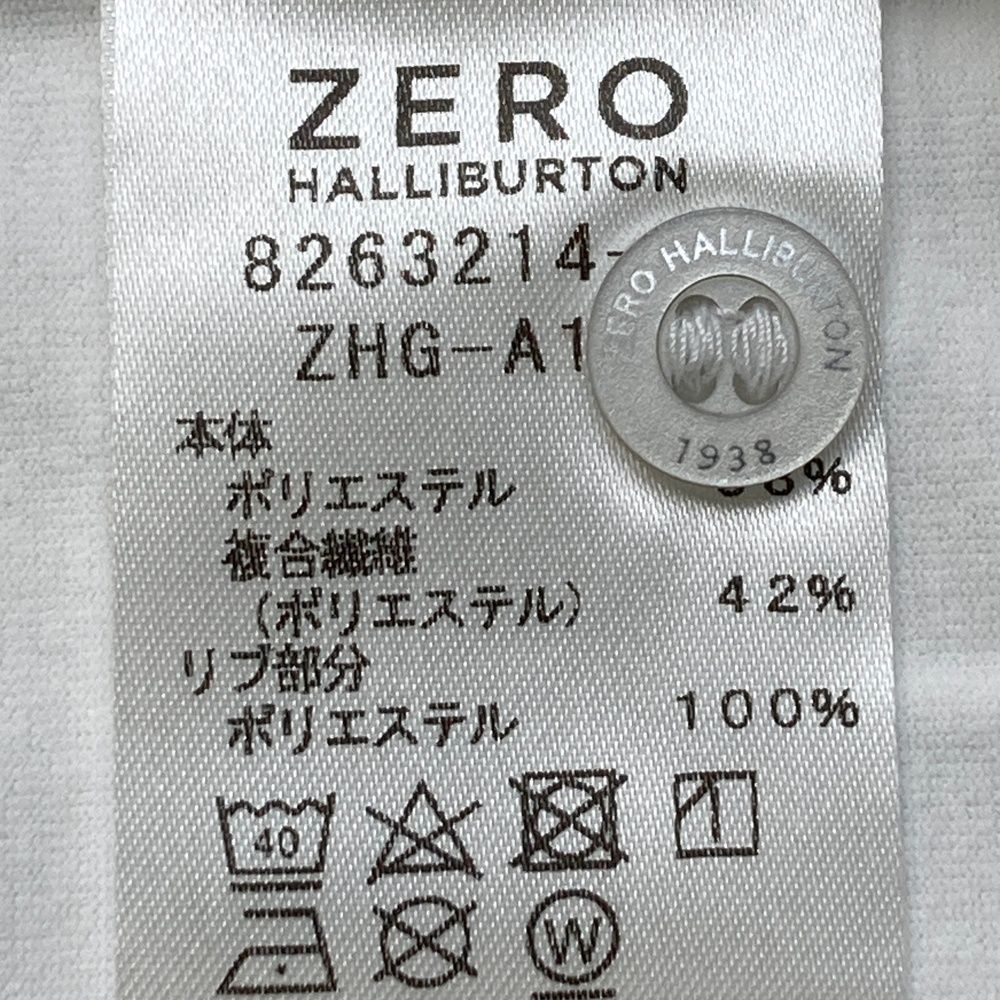 ZERO
HALLIBURTON
8263214-
ZHG-A1
ZERO HALLIBURTON
1938
本体
ポリエステル 58%
複合繊維
(ポリエステル) 42%
リブ部分
ポリエステル 100%
40
W